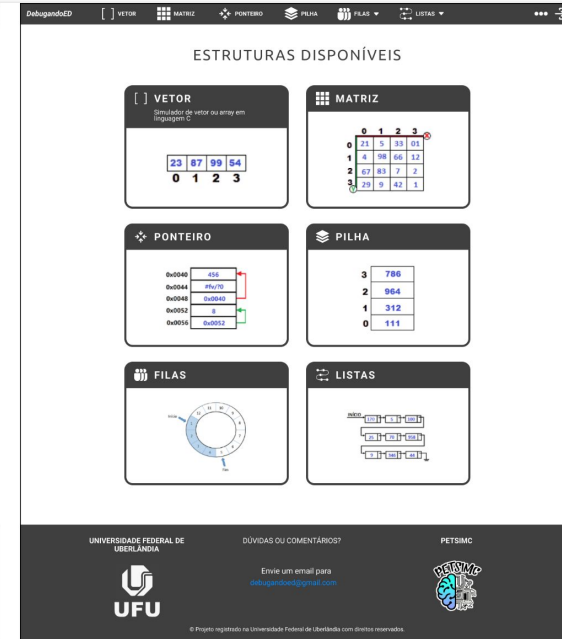 DebugandoED
[ ] VETOR
MATRIZ
PONTEIRO
PILHA
FILAS
LISTAS
ESTRUTURAS DISPONÍVEIS
[ ] VETOR
Simulador de vetor ou array em
linguagem C
23 87 99 54
0 1 2 3
MATRIZ
0 1 2 3
0 21 5 33 01
1 4 98 66 12
2 67 83 7 2
3 29 9 42 1
PONTEIRO
0x0040 456
0x0044 #fv/?0
0x0048 0x0040
0x0052 8
0x0056 0x0052
PILHA
3 786
2 964
1 312
0 111
FILAS
LISTAS
INÍCIO
UNIVERSIDADE FEDERAL DE
UBERLÂNDIA
UFU
DÚVIDAS OU COMENTÁRIOS?
Envie um email para
debugandoed@gmail.com
PETSIMC
PETSIMC
© Projeto registrado na Universidade Federal de Uberlândia com direitos reservados.